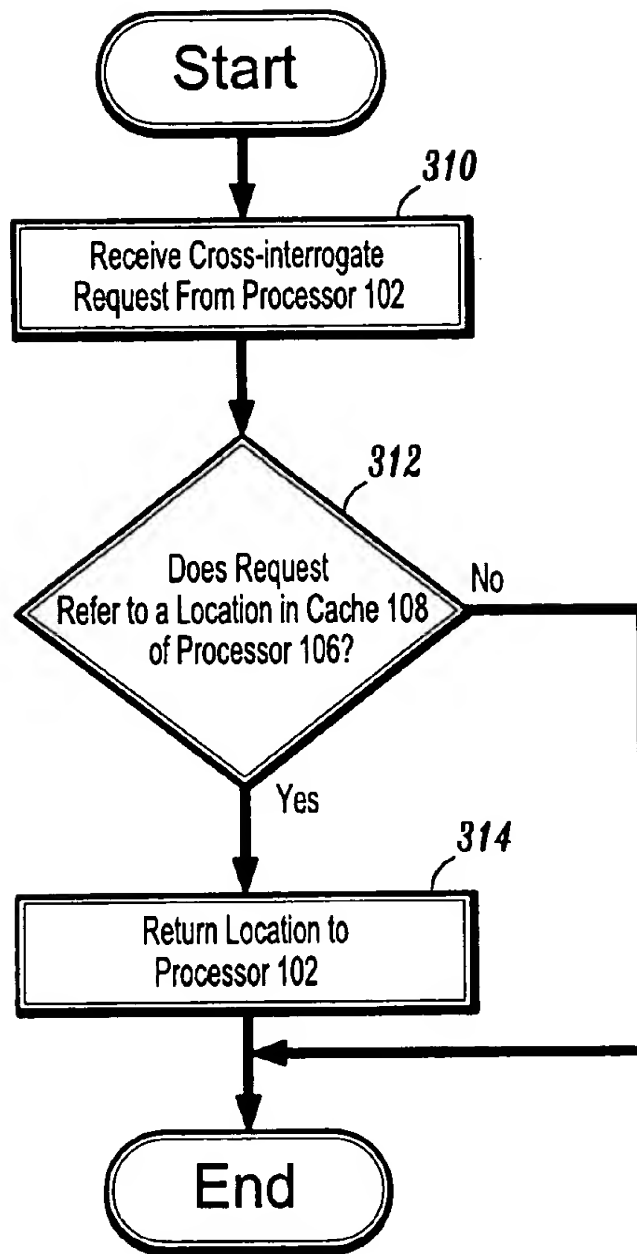 Start
310
Receive Cross-interrogate
Request From Processor 102
312
Does Request
Refer to a Location in Cache 108
of Processor 106?
No
Yes
314
Return Location to
Processor 102
End